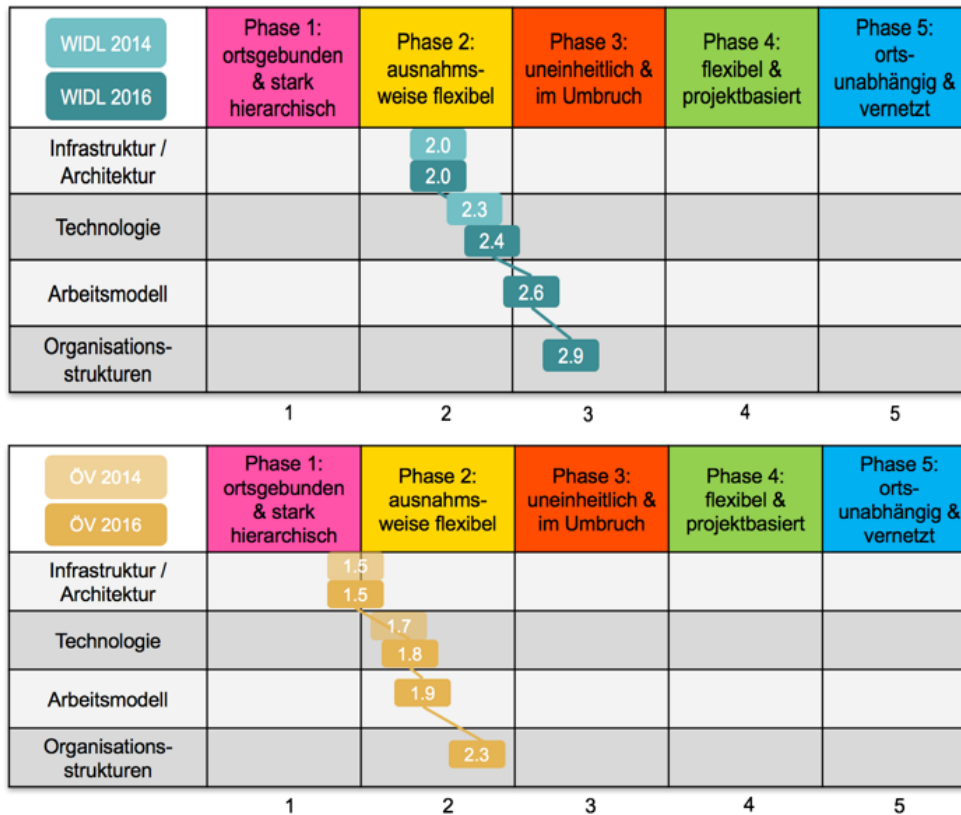 WIDL 2014
WIDL 2016
Phase 1:
ortsgebunden
& stark
hierarchisch
Phase 2:
ausnahms-
weise flexibel
Phase 3:
uneinheitlich &
im Umbruch
Phase 4:
flexibel &
projektbasiert
Phase 5:
orts-
unabhängig &
vernetzt
Infrastruktur /
Architektur
2.0
2.0
Technologie
2.3
2.4
Arbeitsmodell
2.6
Organisations-
strukturen
2.9
1 2 3 4 5
ÖV 2014
ÖV 2016
Phase 1:
ortsgebunden
& stark
hierarchisch
Phase 2:
ausnahms-
weise flexibel
Phase 3:
uneinheitlich &
im Umbruch
Phase 4:
flexibel &
projektbasiert
Phase 5:
orts-
unabhängig &
vernetzt
Infrastruktur /
Architektur
1.5
1.5
Technologie
1.7
1.8
Arbeitsmodell
1.9
Organisations-
strukturen
2.3
1 2 3 4 5